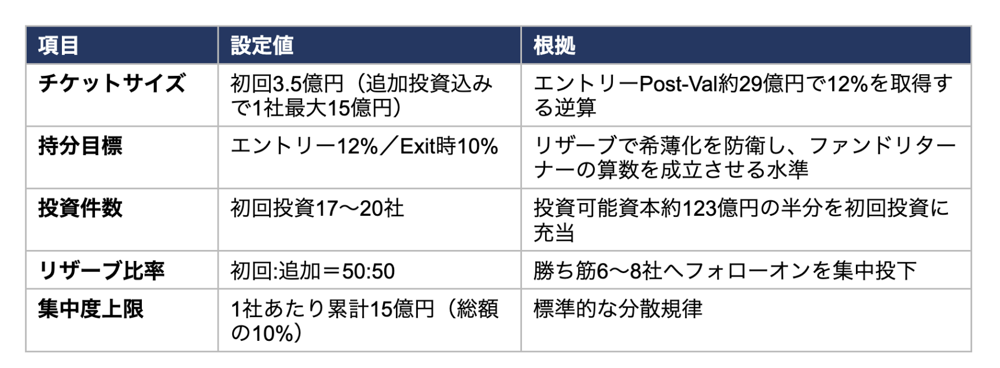 項目
設定値
根拠
チケットサイズ
初回3.5億円（追加投資込み
で1社最大15億円）
エントリーPost-Val約29億円で12%を取得す
る逆算
持分目標
エントリー12%／Exit時10%
リザーブで希薄化を防衛し、ファンドリター
ナーの算数を成立させる水準
投資件数
初回投資17〜20社
投資可能資本約123億円の半分を初回投資に
充当
リザーブ比率
初回:追加＝50:50
勝ち筋6〜8社へフォローオンを集中投下
集中度上限
1社あたり累計15億円（総額
の10%）
標準的な分散規律